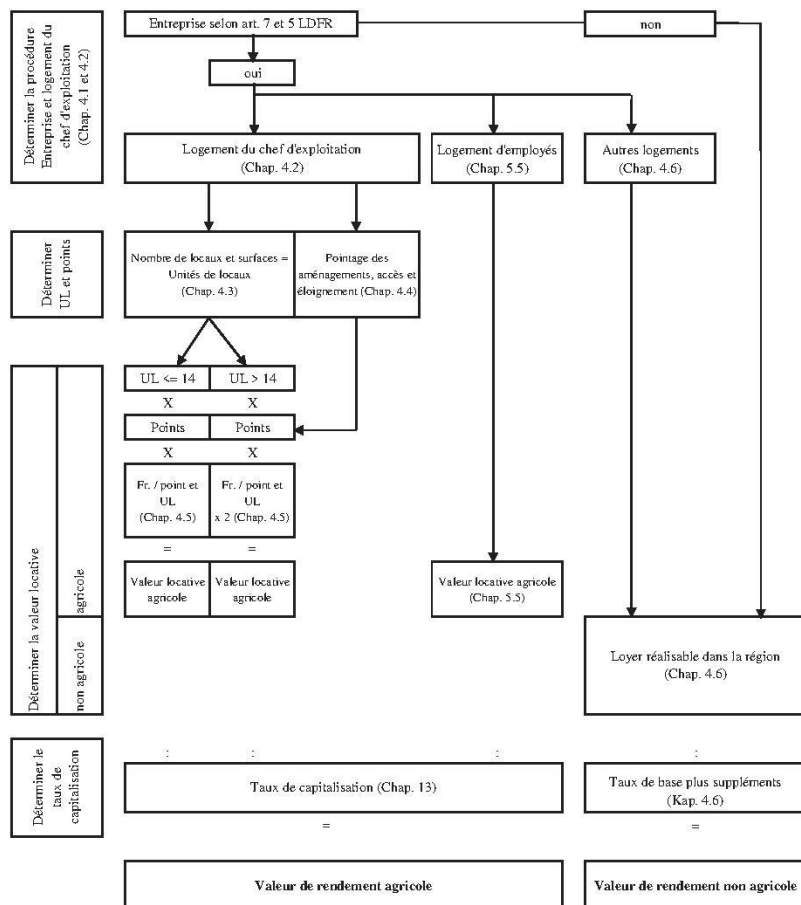 Entreprise selon art. 7 et 5 LDFR
non
oui
Déterminer la procédure
Entreprise et logement du
chef d'exploitation
(Chap. 4.1 et 4.2)
Logement du chef d'exploitation
(Chap. 4.2)
Logement d'employés
(Chap. 5.5)
Autres logements
(Chap. 4.6)
Déterminer
UL et points
Nombre de locaux et surfaces =
Unités de locaux
(Chap. 4.3)
Pointage des
aménagements, accès et
éloignement (Chap. 4.4)
Déterminer la valeur locative
agricole
non agricole
UL <= 14
UL > 14
X
X
Points
Points
X
X
Fr. / point et
UL
(Chap. 4.5)
Fr. / point et
UL
x 2 (Chap. 4.5)
=
=
Valeur locative
agricole
Valeur locative
agricole
Valeur locative agricole
(Chap. 5.5)
Loyer réalisable dans la région
(Chap. 4.6)
:
:
:
:
Déterminer le
taux de
capitalisation
Taux de capitalisation (Chap. 13)
Taux de base plus suppléments
(Kap. 4.6)
=
=
Valeur de rendement agricole
Valeur de rendement non agricole